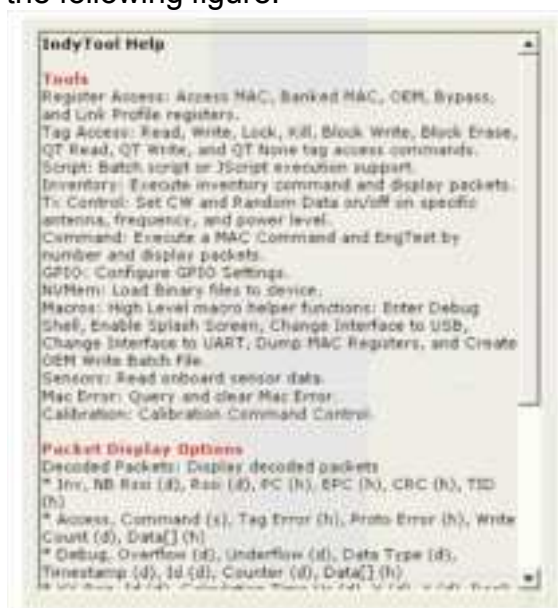 the following figure.
IndyTool Help
Tools
Register Access: Access MAC, Banked MAC, OEM, Bypass,
and Link Profile registers.
Tag Access: Read, Write, Lock, Kill, Block Write, Block Erase,
QT Read, QT Write, and QT None tag access commands.
Script: Batch script or JScript execution support.
Inventory: Execute inventory command and display packets.
Tx Control: Set CW and Random Data on/off on specific
antenna, frequency, and power level.
Command: Execute a MAC Command and EngTest by
number and display packets.
GPIO: Configure GPIO Settings.
NVMem: Load Binary files to device.
Macros: High Level macro helper functions: Enter Debug
Shell, Enable Splash Screen, Change Interface to USB,
Change Interface to UART, Dump MAC Registers, and Create
OEM Write Batch File.
Sensors: Read onboard sensor data.
Mac Error: Query and clear Mac Error.
Calibration: Calibration Command Control.
Packet Display Options
Decoded Packets: Display decoded packets
* Inv, NB Rssi (d), Rssi (d), PC (h), EPC (h), CRC (h), TID
(h)
* Access, Command (s), Tag Error (h), Proto Error (h), Write
Count (d), Data[] (h)
* Debug, Overflow (d), Underflow (d), Data Type (d),
Timestamp (d), Id (d), Counter (d), Data[] (h)